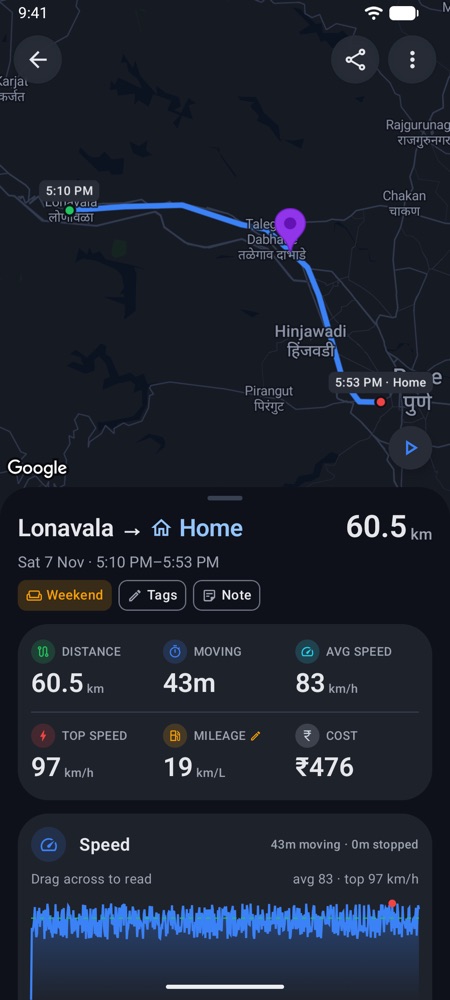 9:41
Karjat
कर्जत
Rajgurunag
राजगुरुनगर
5:10 PM
Lonavala
लोणावळा
Chakan
चाकण
Taleg
Dabha
तळेगाव दाभाडे
Hinjawadi
हिंजवडी
5:53 PM · Home
e
पुणे
Pirangut
पिरंगुट
Google
Lonavala → Home
60.5 km
Sat 7 Nov · 5:10 PM–5:53 PM
Weekend
Tags
Note
DISTANCE
MOVING
AVG SPEED
60.5 km
43m
83 km/h
TOP SPEED
MILEAGE
COST
97 km/h
19 km/L
₹476
Speed
43m moving · 0m stopped
Drag across to read
avg 83 · top 97 km/h